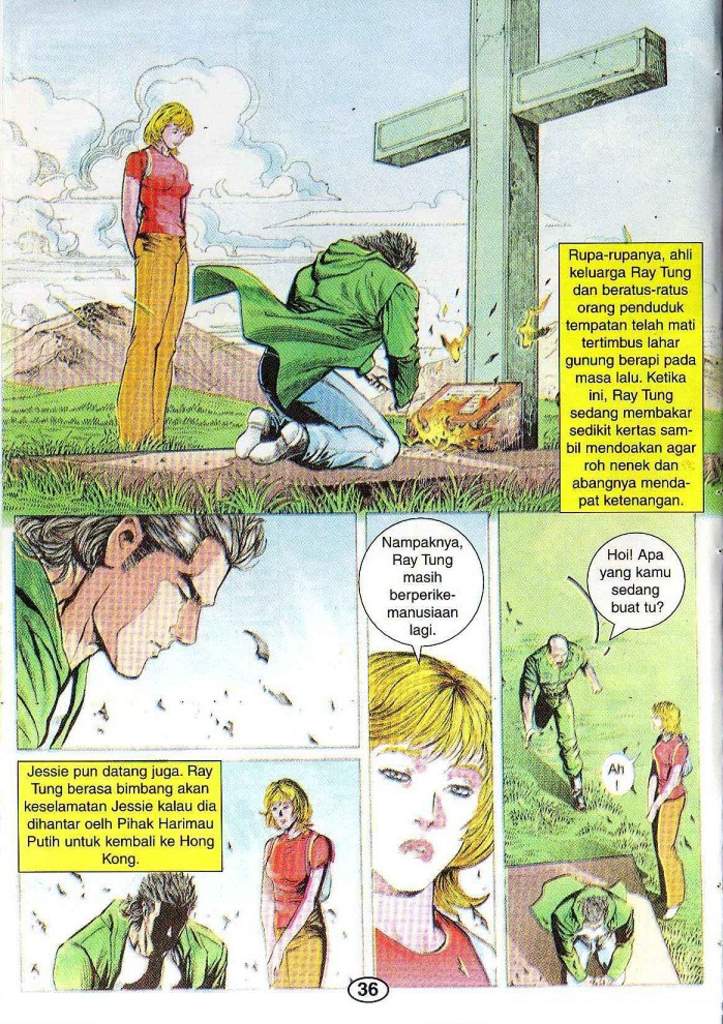 Rupa-rupanya, ahli
keluarga Ray Tung
dan beratus-ratus
orang penduduk
tempatan telah mati
tertimbus lahar
gunung berapi pada
masa lalu. Ketika
ini, Ray Tung
sedang membakar
sedikit kertas sam-
bil mendoakan agar
roh nenek dan
abangnya menda-
pat ketenangan.
Nampaknya,
Ray Tung
masih
berperike-
manusiaan
lagi.
Hoi! Apa
yang kamu
sedang
buat tu?
Ah
!
Jessie pun datang juga. Ray
Tung berasa bimbang akan
keselamatan Jessie kalau dia
dihantar oelh Pihak Harimau
Putih untuk kembali ke Hong
Kong.
36